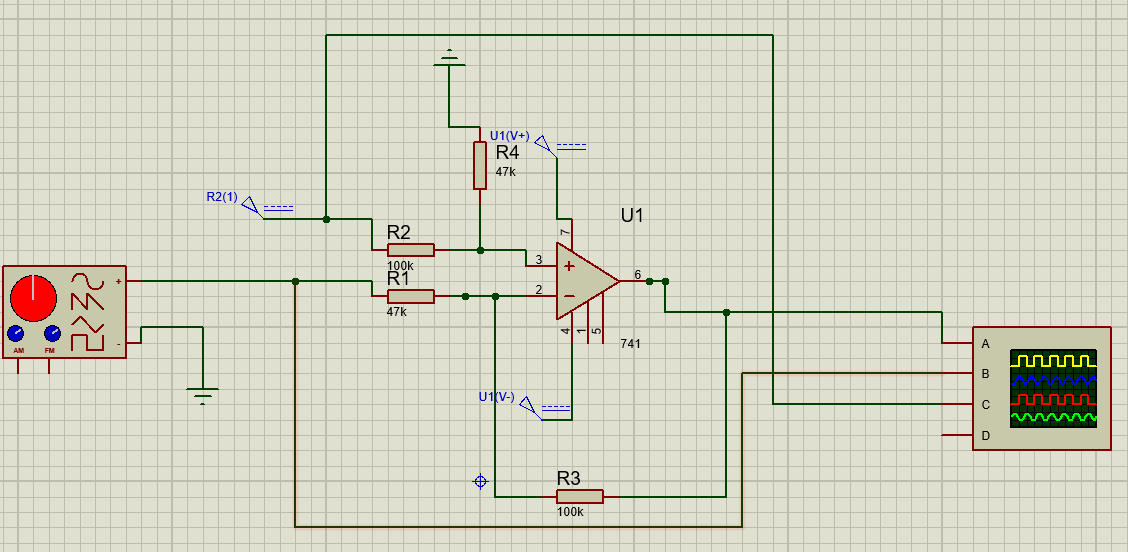 U1(V+)
R4
47k
R2(1)
U1
R2
100k
7
3
6
R1
2
47k
+
-
AM
FM
4
1
5
741
A
B
C
D
U1(V-)
R3
100k